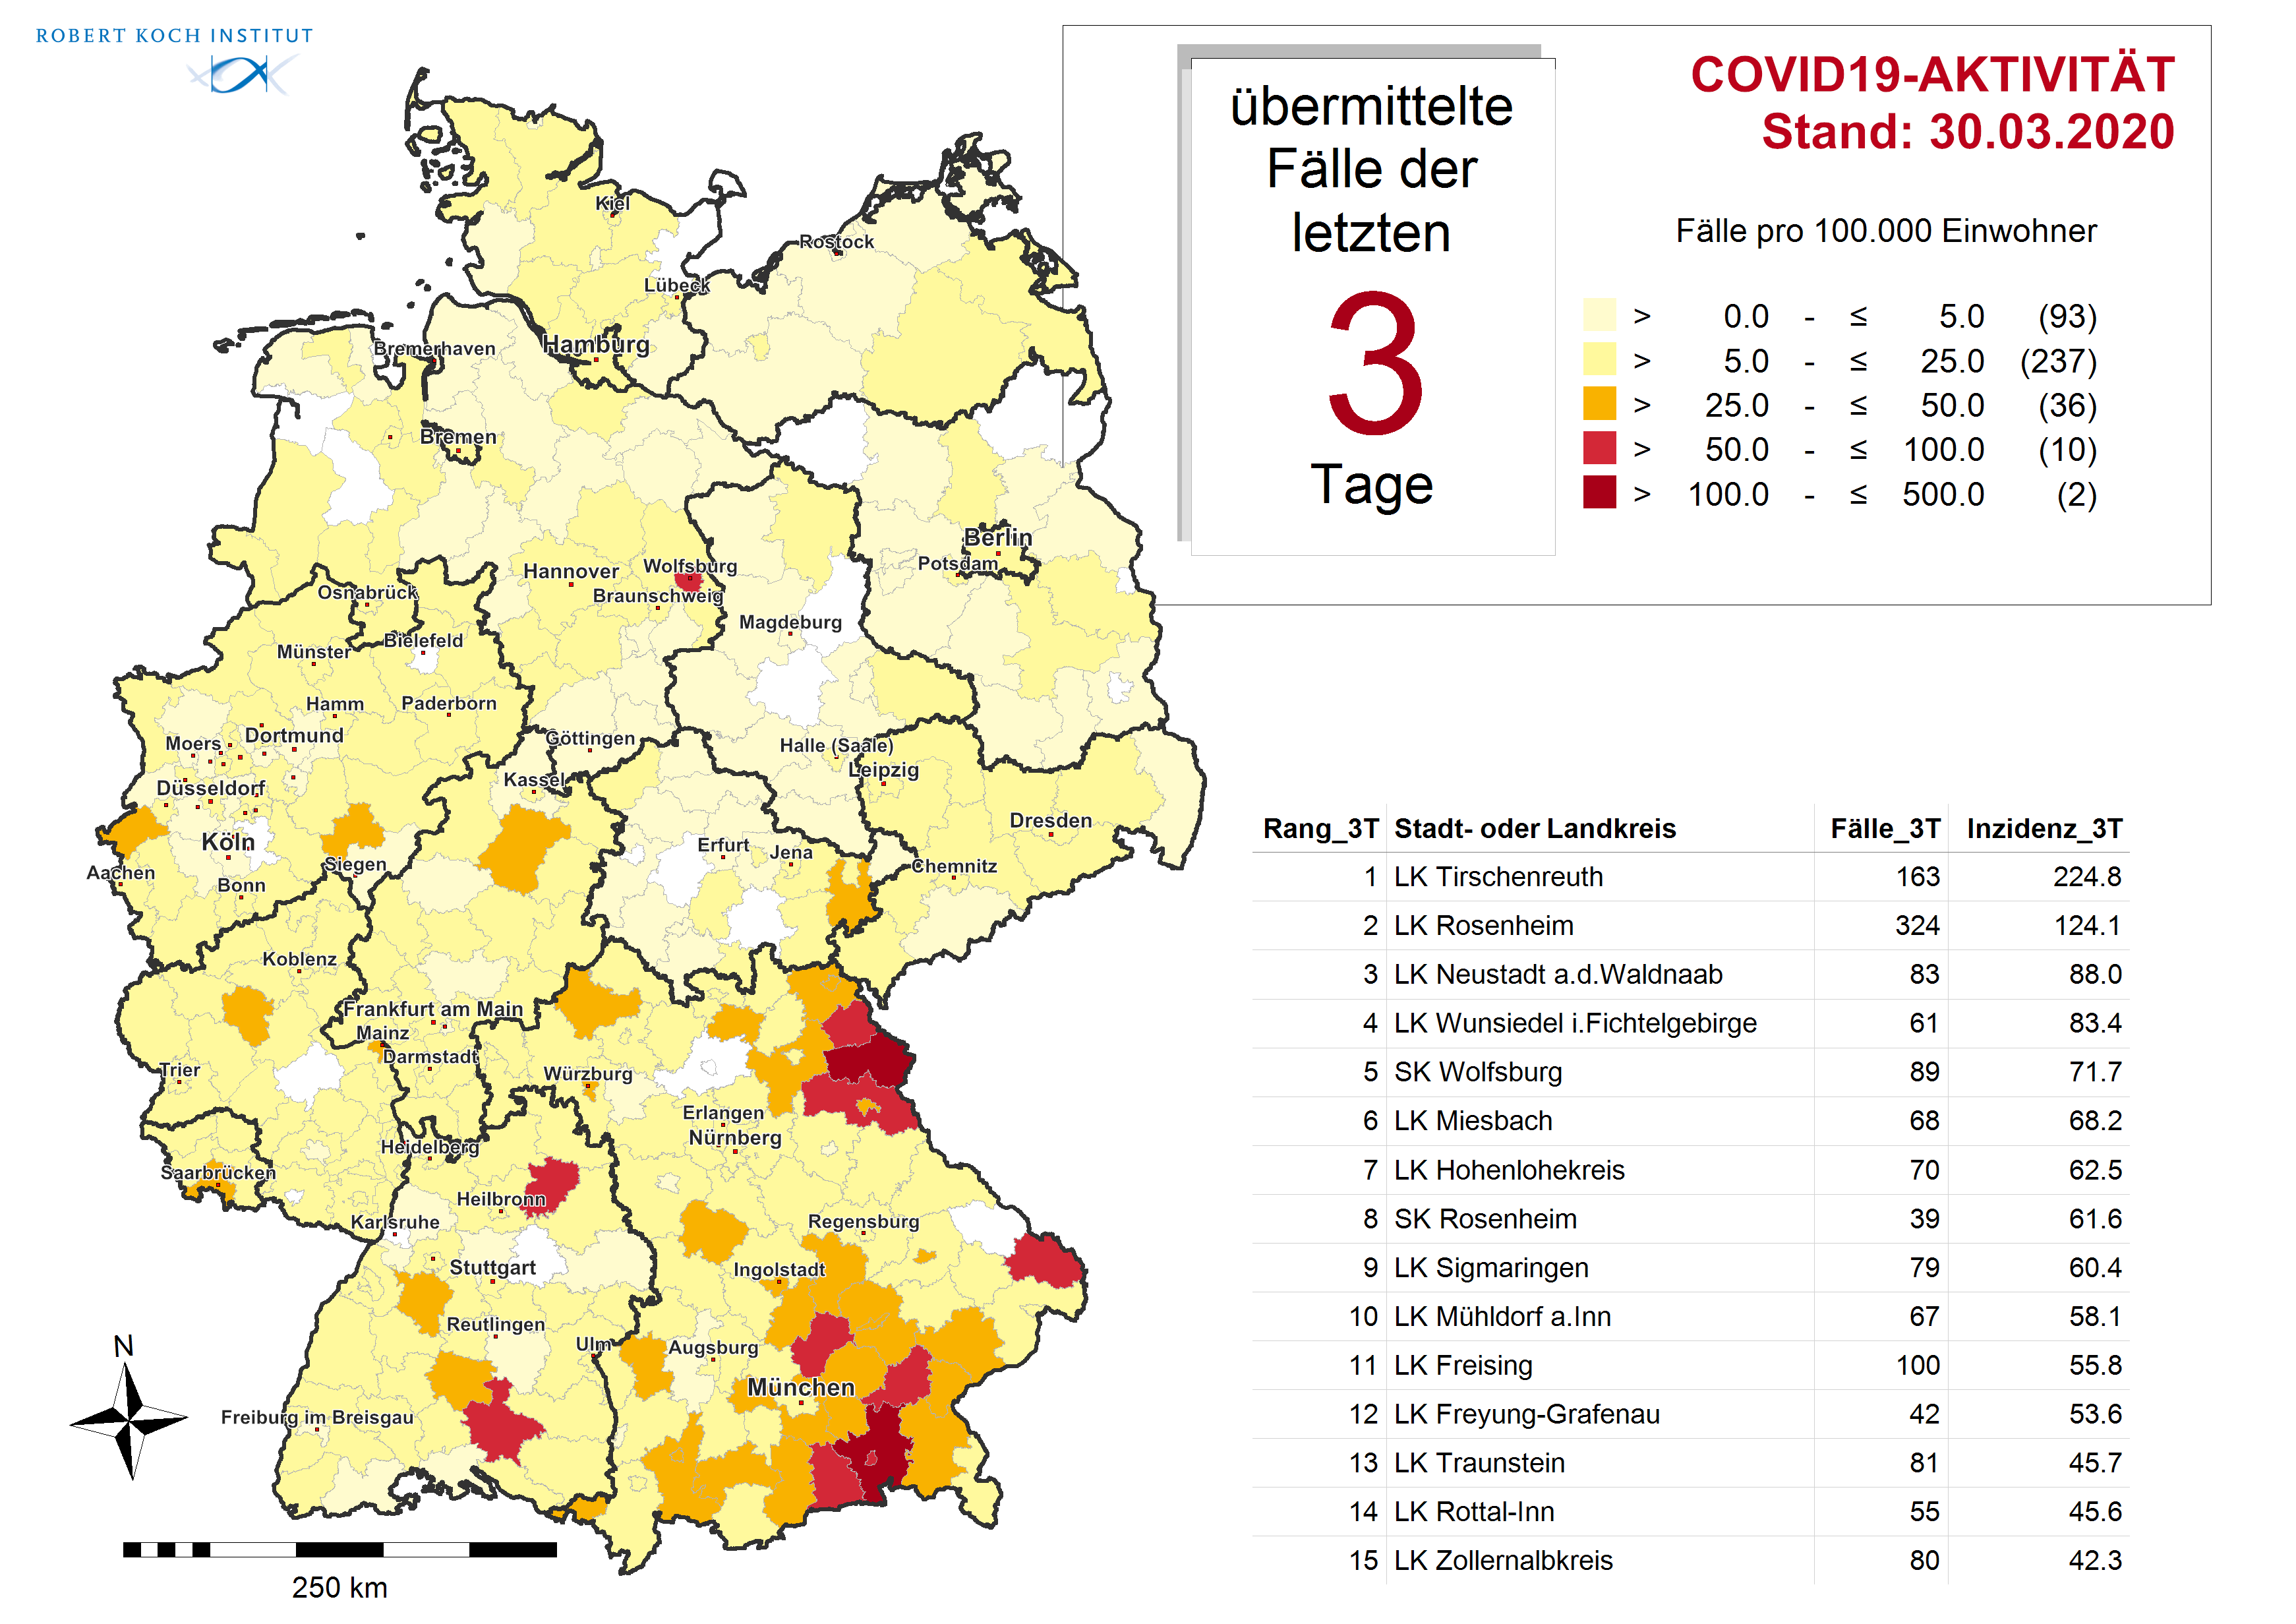 ROBERT KOCH INSTITUT
übermittelte
Fälle der
letzten
3
Tage
COVID19-AKTIVITÄT
Stand: 30.03.2020
Fälle pro 100.000 Einwohner
> 0.0 - ≤ 5.0 (93)
> 5.0 - ≤ 25.0 (237)
> 25.0 - ≤ 50.0 (36)
> 50.0 - ≤ 100.0 (10)
> 100.0 - ≤ 500.0 (2)
Kiel
Rostock
Lübeck
Hamburg
Bremerhaven
Bremen
Berlin
Potsdam
Wolfsburg
Hannover
Braunschweig
Osnabrück
Magdeburg
Bielefeld
Münster
Hamm
Paderborn
Dortmund
Moers
Göttingen
Halle (Saale)
Leipzig
Kassel
Düsseldorf
Dresden
Köln
Erfurt
Jena
Siegen
Chemnitz
Aachen
Bonn
Koblenz
Frankfurt am Main
Mainz
Darmstadt
Trier
Würzburg
Erlangen
Nürnberg
Heidelberg
Saarbrücken
Heilbronn
Karlsruhe
Regensburg
Stuttgart
Ingolstadt
Reutlingen
Ulm
Augsburg
München
Freiburg im Breisgau
N
250 km
Rang_3T Stadt- oder Landkreis Fälle_3T Inzidenz_3T
1 LK Tirschenreuth 163 224.8
2 LK Rosenheim 324 124.1
3 LK Neustadt a.d.Waldnaab 83 88.0
4 LK Wunsiedel i.Fichtelgebirge 61 83.4
5 SK Wolfsburg 89 71.7
6 LK Miesbach 68 68.2
7 LK Hohenlohekreis 70 62.5
8 SK Rosenheim 39 61.6
9 LK Sigmaringen 79 60.4
10 LK Mühldorf a.Inn 67 58.1
11 LK Freising 100 55.8
12 LK Freyung-Grafenau 42 53.6
13 LK Traunstein 81 45.7
14 LK Rottal-Inn 55 45.6
15 LK Zollernalbkreis 80 42.3